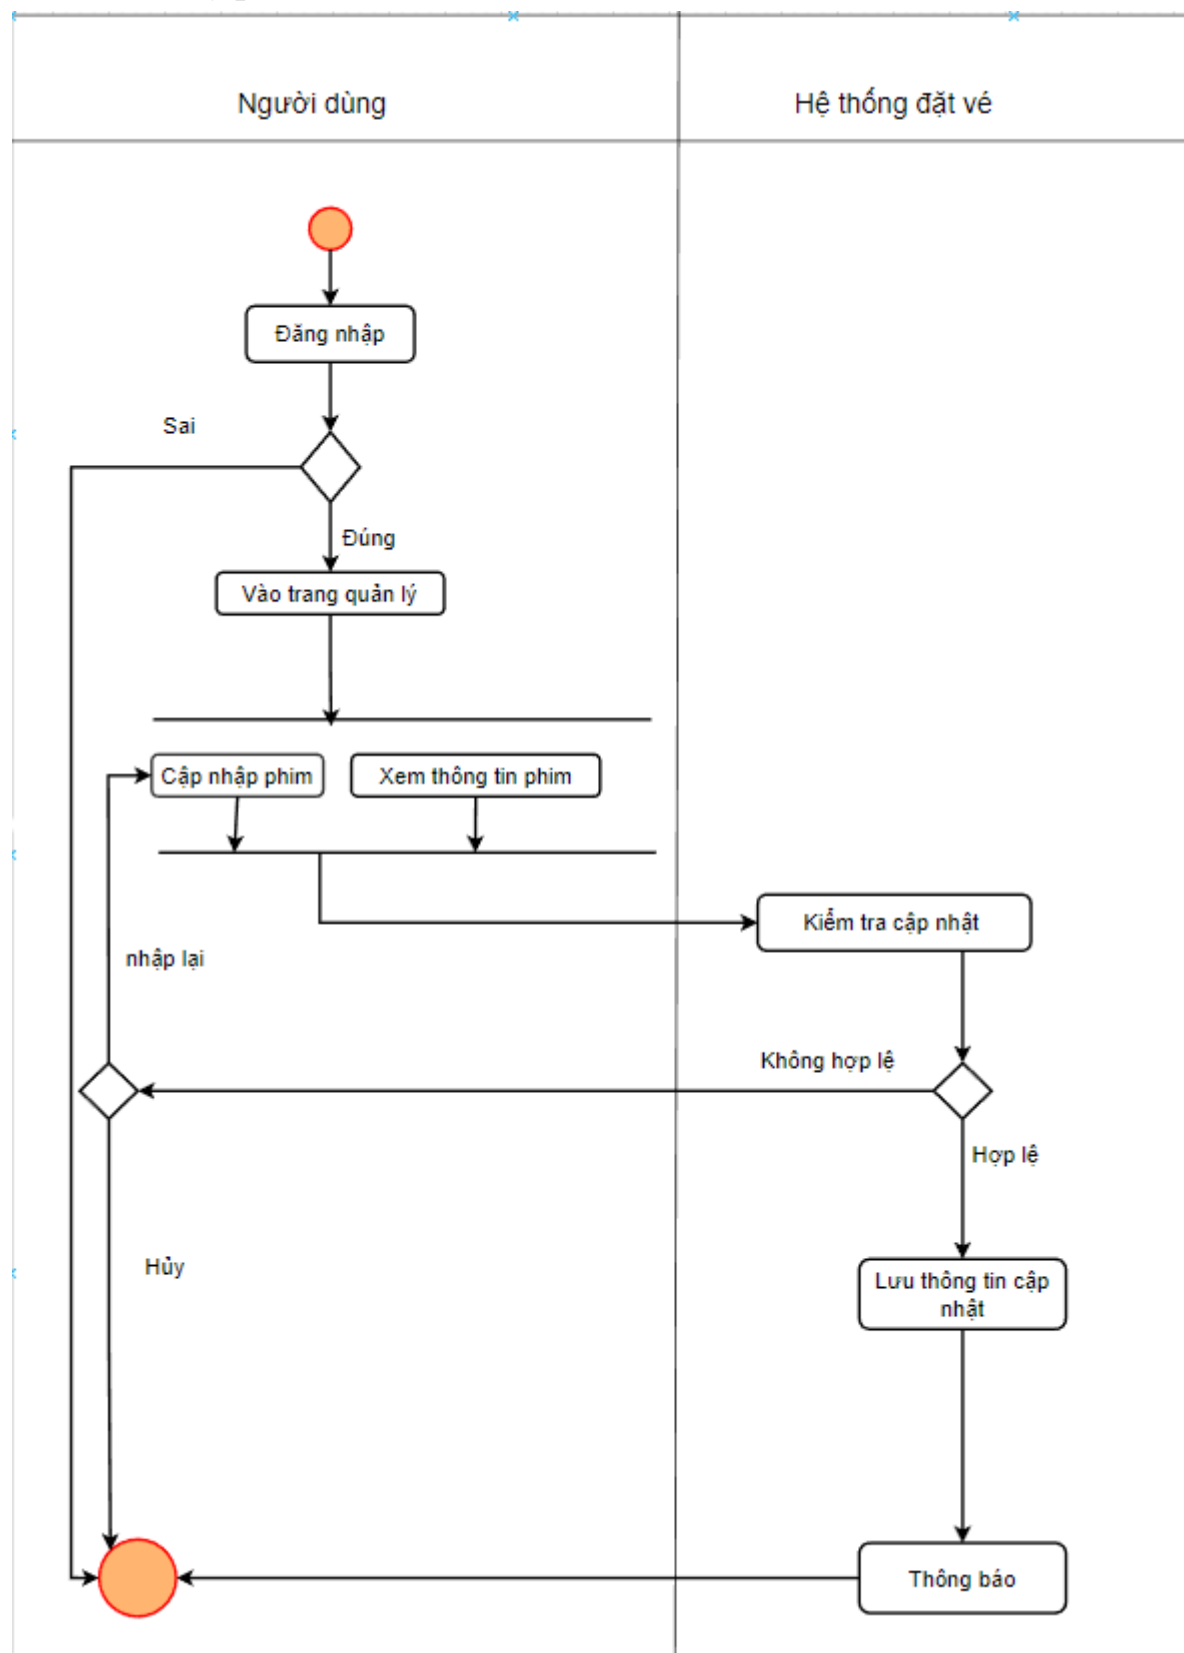 Người dùng
Hệ thống đặt vé
Đăng nhập
Sai
Đúng
Vào trang quản lý
Cập nhập phim
Xem thông tin phim
Kiểm tra cập nhật
nhập lại
Không hợp lệ
Hợp lệ
Hủy
Lưu thông tin cập
nhật
Thông báo